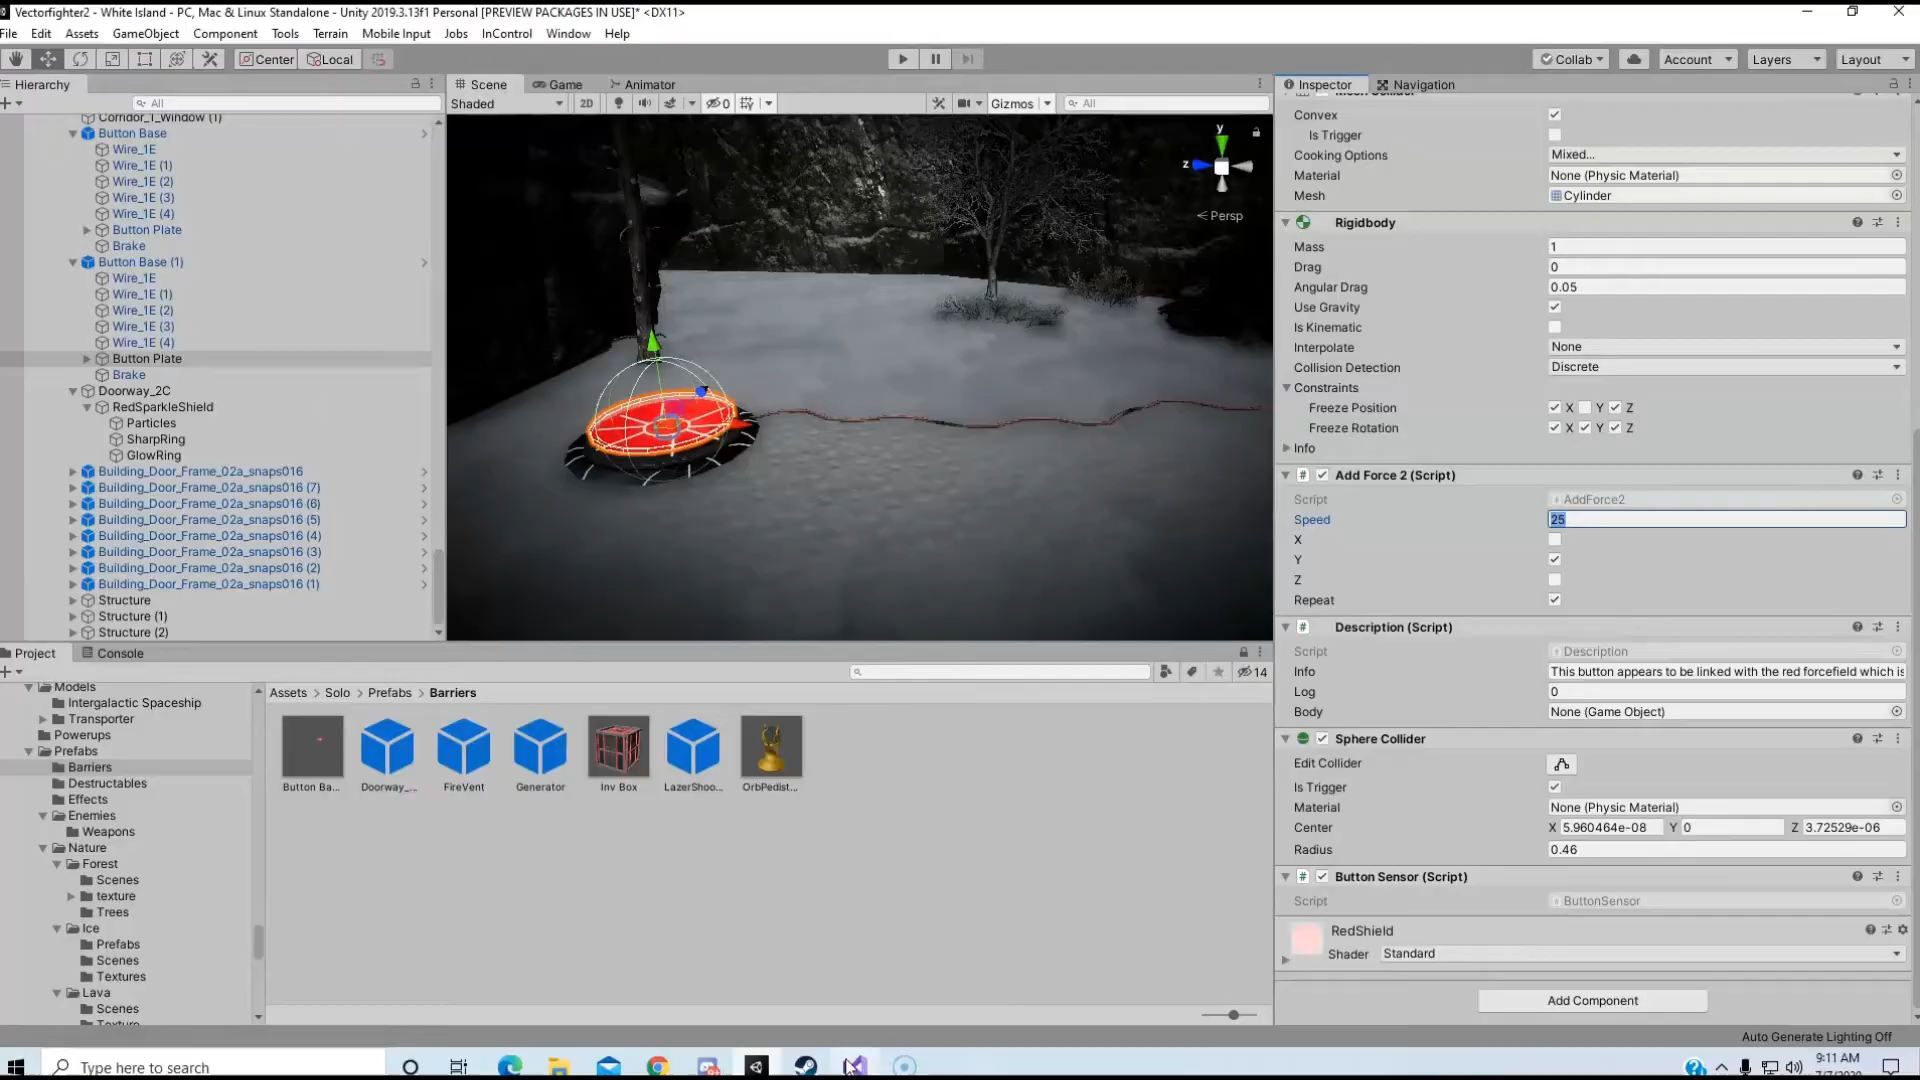 Vectorfighter2 - White Island - PC, Mac & Linux Standalone - Unity 2019.3.13f1 Personal [PREVIEW PACKAGES IN USE]* <DX11>
File Edit Assets GameObject Component Tools Terrain Mobile Input Jobs InControl Window Help
Center Local Collab Account Layers Layout
Hierarchy
All
Corridor_1_Window (1)
Button Base
Wire_1E
Wire_1E (1)
Wire_1E (2)
Wire_1E (3)
Wire_1E (4)
Button Plate
Brake
Button Base (1)
Wire_1E
Wire_1E (1)
Wire_1E (2)
Wire_1E (3)
Wire_1E (4)
Button Plate
Brake
Doorway_2C
RedSparkleShield
Particles
SharpRing
GlowRing
Building_Door_Frame_02a_snaps016
Building_Door_Frame_02a_snaps016 (7)
Building_Door_Frame_02a_snaps016 (6)
Building_Door_Frame_02a_snaps016 (5)
Building_Door_Frame_02a_snaps016 (4)
Building_Door_Frame_02a_snaps016 (3)
Building_Door_Frame_02a_snaps016 (2)
Building_Door_Frame_02a_snaps016 (1)
Structure
Structure (1)
Structure (2)
Scene Game Animator
Shaded 2D 0 Gizmos All
y
z
Persp
Inspector Navigation
Mesh Collider
Convex
Is Trigger
Cooking Options Mixed...
Material None (Physic Material)
Mesh Cylinder
Rigidbody
Mass 1
Drag 0
Angular Drag 0.05
Use Gravity
Is Kinematic
Interpolate None
Collision Detection Discrete
Constraints
Freeze Position X Y Z
Freeze Rotation X Y Z
Info
# Add Force 2 (Script)
Script AddForce2
Speed 25
X
Y
Z
Repeat
# Description (Script)
Script Description
Info This button appears to be linked with the red forcefield which is
Log 0
Body None (Game Object)
Sphere Collider
Edit Collider
Is Trigger
Material None (Physic Material)
Center X 5.960464e-08 Y 0 Z 3.72529e-06
Radius 0.46
# Button Sensor (Script)
Script ButtonSensor
RedShield
Shader Standard
Add Component
Auto Generate Lighting Off
Project Console
14
Models
Intergalactic Spaceship
Transporter
Powerups
Prefabs
Barriers
Destructables
Effects
Enemies
Weapons
Nature
Forest
Scenes
texture
Trees
Ice
Prefabs
Scenes
Textures
Lava
Scenes
Texture
Assets > Solo > Prefabs > Barriers
Button Ba... Doorway_... FireVent Generator Inv Box LazerShoo... OrbPedist...
Type here to search
9:11 AM